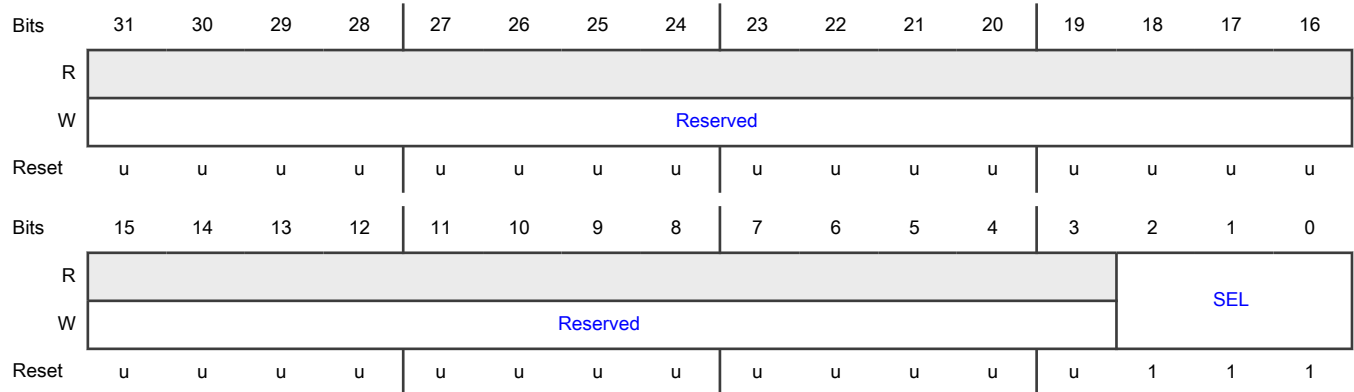 Bits 31 30 29 28 27 26 25 24 23 22 21 20 19 18 17 16
R
W Reserved
Reset u u u u u u u u u u u u u u u u
Bits 15 14 13 12 11 10 9 8 7 6 5 4 3 2 1 0
R
SEL
W Reserved
Reset u u u u u u u u u u u u u 1 1 1